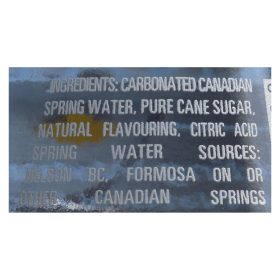 INGREDIENTS: CARBONATED CANADIAN
SPRING WATER, PURE CANE SUGAR,
NATURAL FLAVOURING, CITRIC ACID
SPRING WATER SOURCES:
NELSON BC, FORMOSA ON OR
OTHER CANADIAN SPRINGS